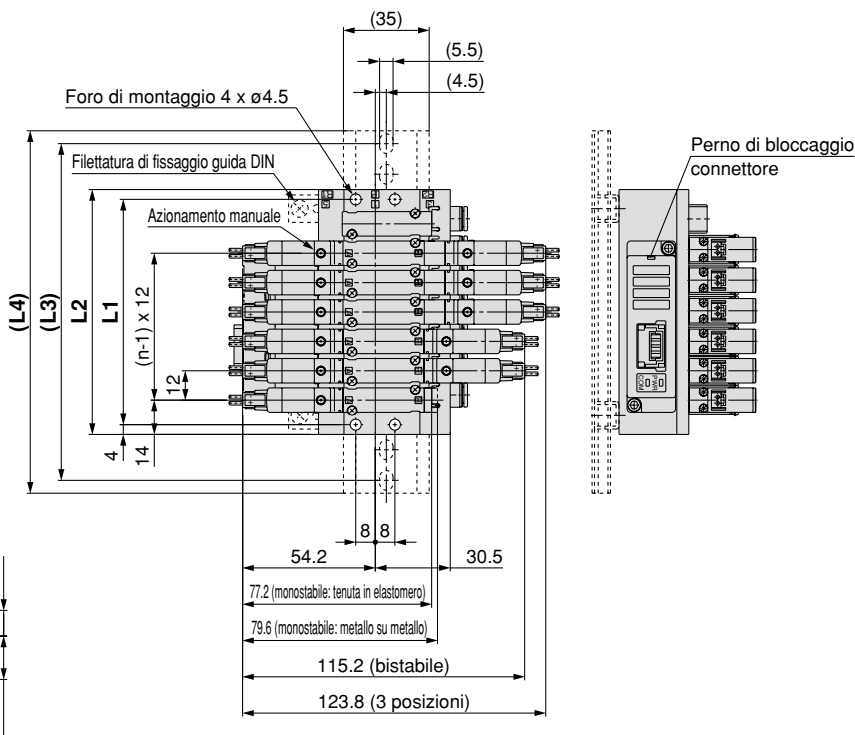 (35)
(5.5)
(4.5)
Foro di montaggio 4 x ø4.5
Filettatura di fissaggio guida DIN
Azionamento manuale
Perno di bloccaggio
connettore
(L4)
(L3)
L2
L1
(n-1) x 12
12
4
14
8
8
54.2
30.5
77.2 (monostabile: tenuta in elastomero)
79.6 (monostabile: metallo su metallo)
115.2 (bistabile)
123.8 (3 posizioni)
COM
PWR